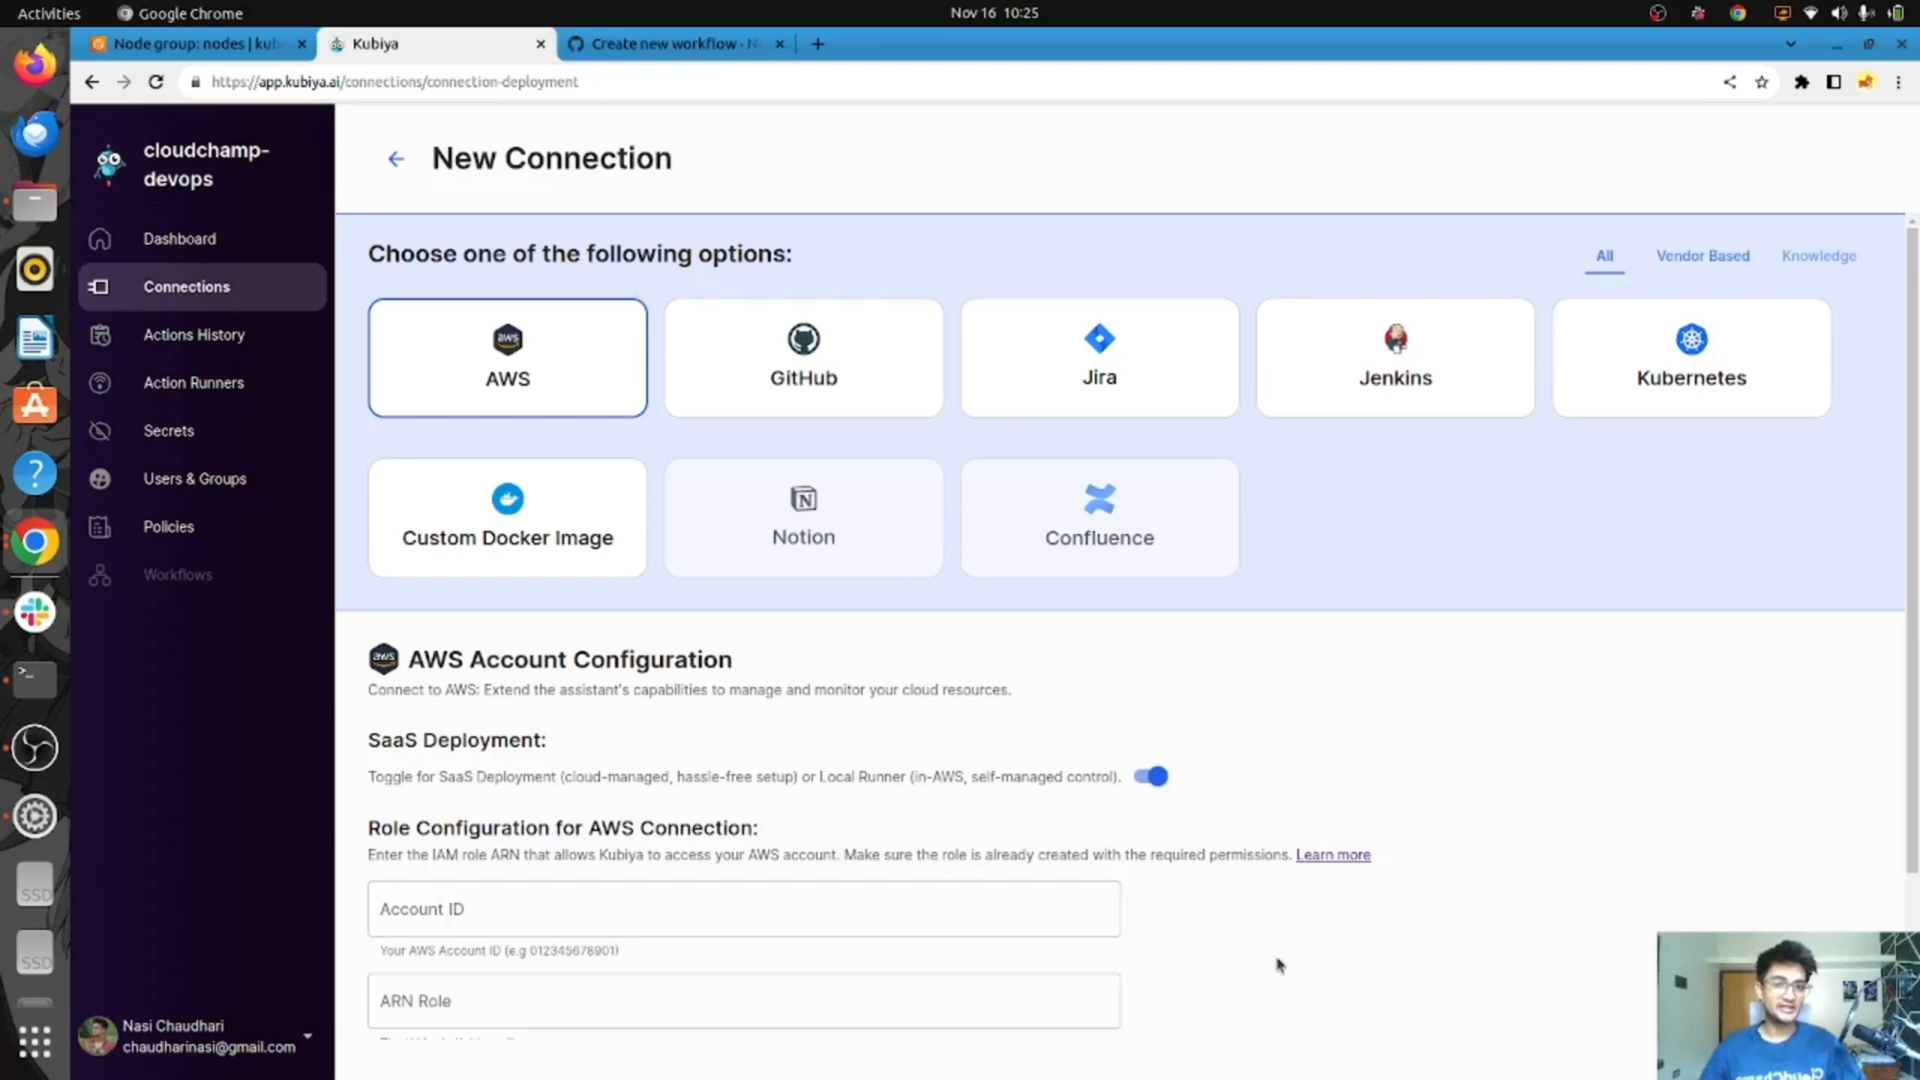 Activities
Google Chrome
Nov 16 10:25
Node group: nodes | kub
Kubiya
Create new workflow ·
https://app.kubiya.ai/connections/connection-deployment
cloudchamp-
devops
Dashboard
Connections
Actions History
Action Runners
Secrets
Users & Groups
Policies
Workflows
Nasi Chaudhari
chaudharinasi@gmail.com
New Connection
Choose one of the following options:
All
Vendor Based
Knowledge
aws
AWS
GitHub
Jira
Jenkins
Kubernetes
Custom Docker Image
Notion
Confluence
aws
AWS Account Configuration
Connect to AWS: Extend the assistant's capabilities to manage and monitor your cloud resources.
SaaS Deployment:
Toggle for SaaS Deployment (cloud-managed, hassle-free setup) or Local Runner (in-AWS, self-managed control).
Role Configuration for AWS Connection:
Enter the IAM role ARN that allows Kubiya to access your AWS account. Make sure the role is already created with the required permissions. Learn more
Account ID
Your AWS Account ID (e.g 012345678901)
ARN Role
SSD
SSD